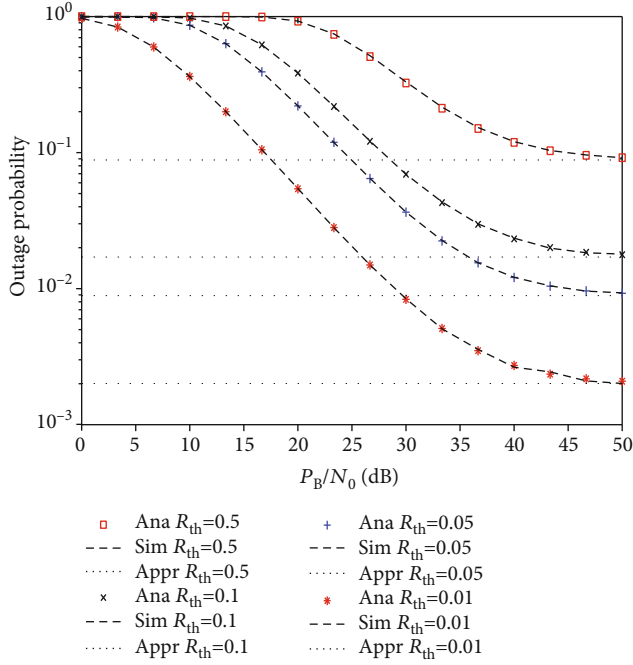 10⁰
10⁻¹
10⁻²
10⁻³
Outage probability
0 5 10 15 20 25 30 35 40 45 50
P_B/N_0 (dB)
Ana R_th=0.5
Sim R_th=0.5
Appr R_th=0.5
Ana R_th=0.1
Sim R_th=0.1
Appr R_th=0.1
Ana R_th=0.05
Sim R_th=0.05
Appr R_th=0.05
Ana R_th=0.01
Sim R_th=0.01
Appr R_th=0.01